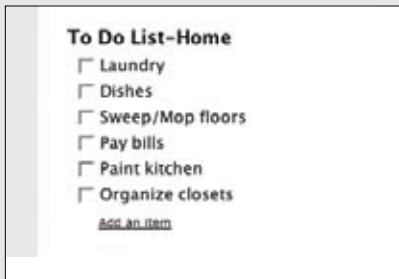 To Do List-Home
Laundry
Dishes
Sweep/Mop floors
Pay bills
Paint kitchen
Organize closets
Add an item